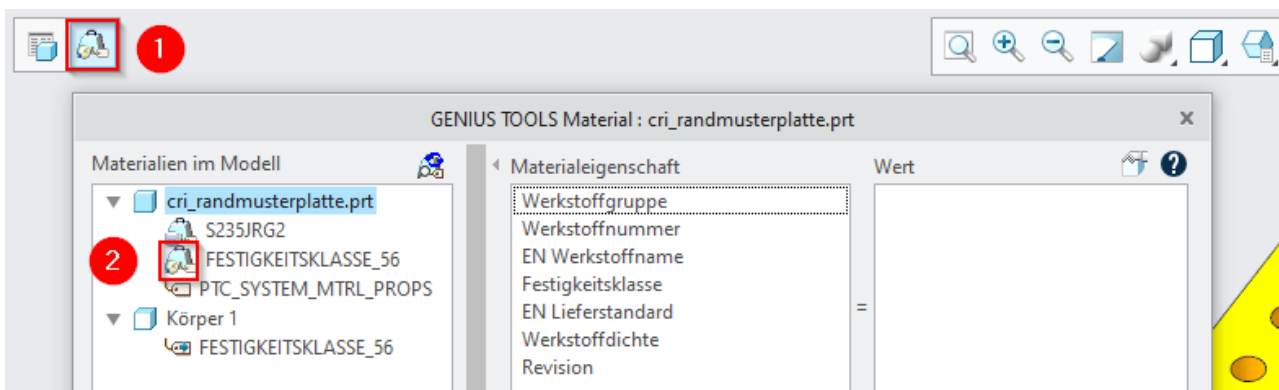 1
GENIUS TOOLS Material : cri_randmusterplatte.prt
Materialien im Modell
Materialeigenschaft
Wert
cri_randmusterplatte.prt
S235JRG2
2
FESTIGKEITSKLASSE_56
PTC_SYSTEM_MTRL_PROPS
Körper 1
FESTIGKEITSKLASSE_56
Werkstoffgruppe
Werkstoffnummer
EN Werkstoffname
Festigkeitsklasse
EN Lieferstandard
Werkstoffdichte
Revision
=